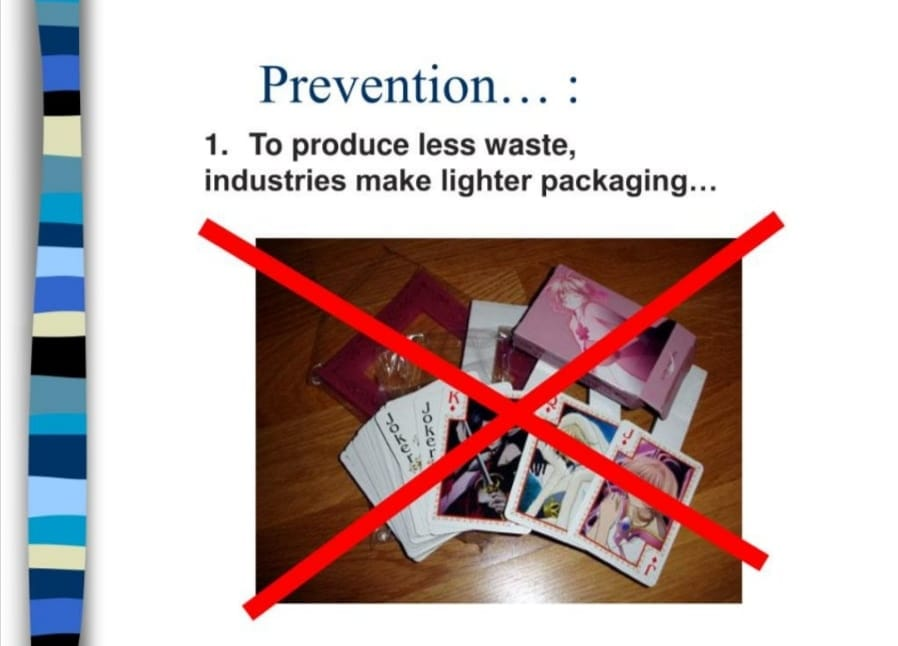 Prevention… :
1. To produce less waste,
industries make lighter packaging…
Joker
Joker
K
Q
J
J